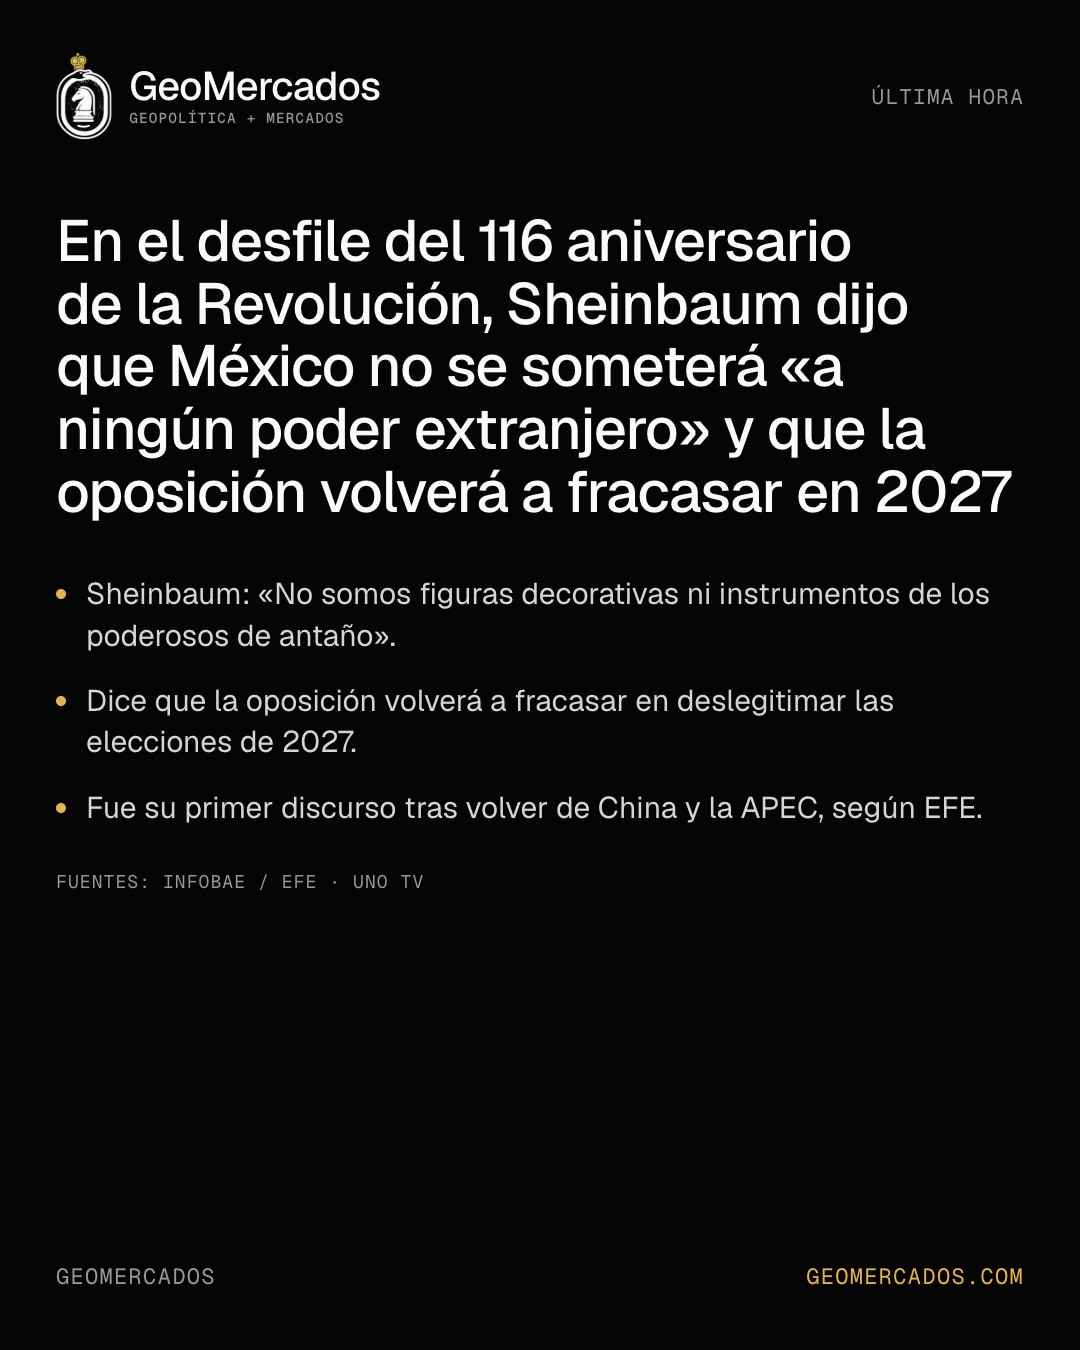 GeoMercados
GEOPOLÍTICA + MERCADOS
ÚLTIMA HORA
En el desfile del 116 aniversario
de la Revolución, Sheinbaum dijo
que México no se someterá «a
ningún poder extranjero» y que la
oposición volverá a fracasar en 2027
• Sheinbaum: «No somos figuras decorativas ni instrumentos de los
poderosos de antaño».
• Dice que la oposición volverá a fracasar en deslegitimar las
elecciones de 2027.
• Fue su primer discurso tras volver de China y la APEC, según EFE.
FUENTES: INFOBAE / EFE · UNO TV
GEOMERCADOS
GEOMERCADOS.COM